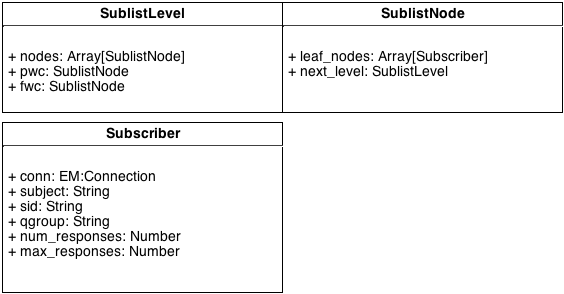 SublistLevel
+ nodes: Array[SublistNode]
+ pwc: SublistNode
+ fwc: SublistNode
SublistNode
+ leaf_nodes: Array[Subscriber]
+ next_level: SublistLevel
Subscriber
+ conn: EM:Connection
+ subject: String
+ sid: String
+ qgroup: String
+ num_responses: Number
+ max_responses: Number